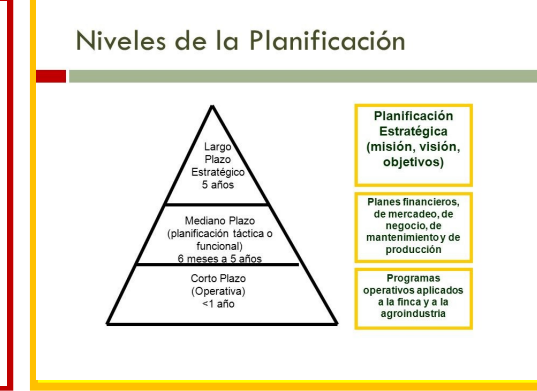 Niveles de la Planificación
Largo
Plazo
Estratégico
5 años
Mediano Plazo
(planificación táctica o
funcional)
6 meses a 5 años
Corto Plazo
(Operativa)
<1 año
Planificación
Estratégica
(misión, visión,
objetivos)
Planes financieros,
de mercadeo, de
negocio, de
mantenimiento y de
producción
Programas
operativos aplicados
a la finca y a la
agroindustria